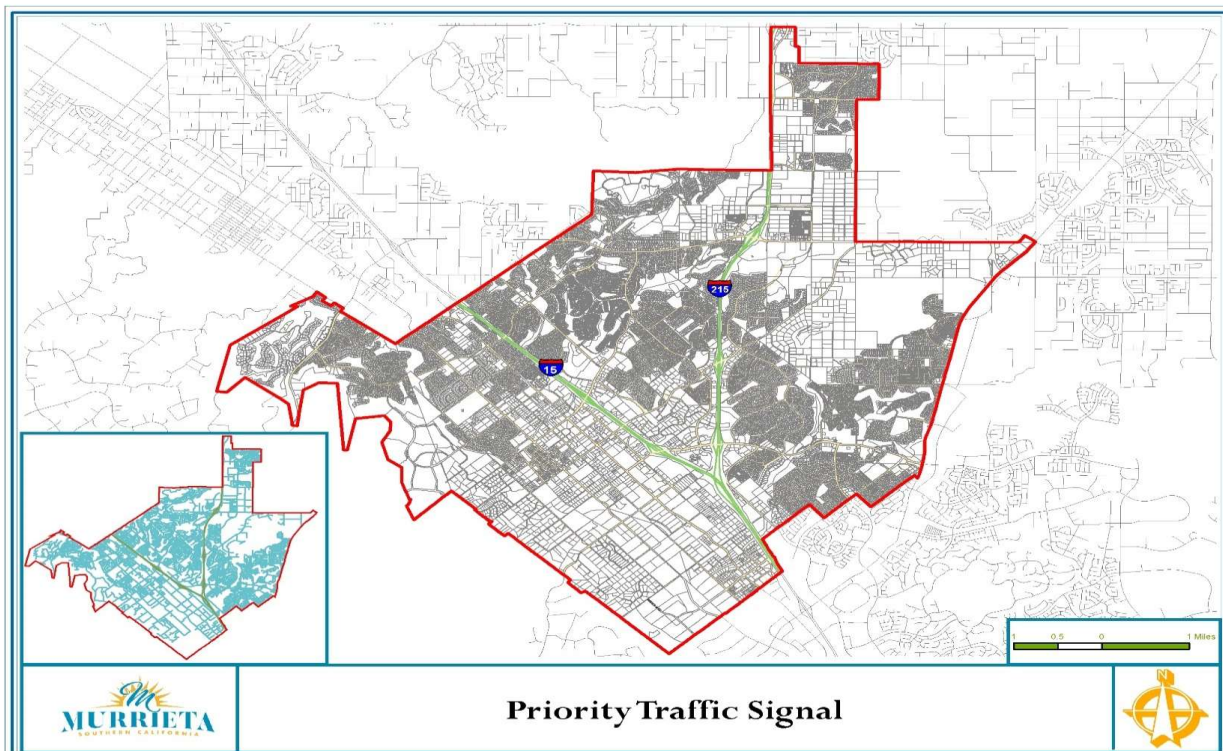 215
15
1 0.5 0 1 Miles
M
MURRIETA
SOUTHERN CALIFORNIA
Priority Traffic Signal
N